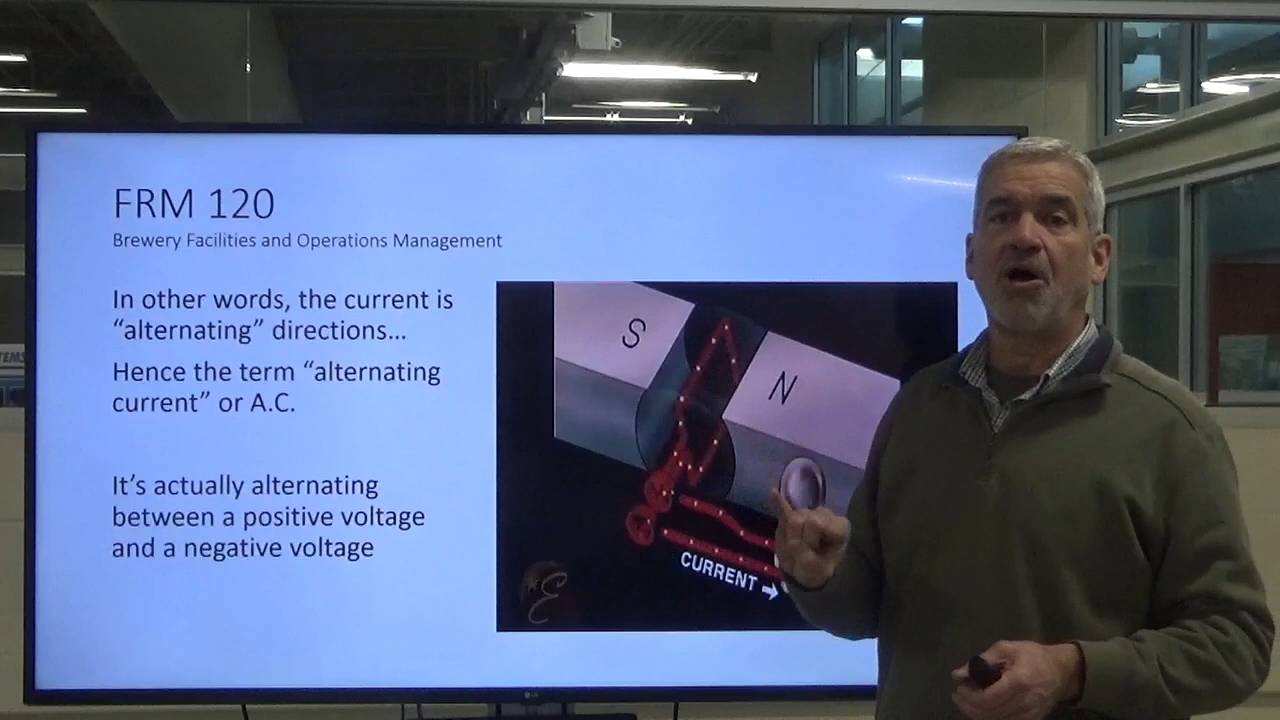 FRM 120
Brewery Facilities and Operations Management
In other words, the current is
“alternating” directions...
Hence the term “alternating
current” or A.C.
It’s actually alternating
between a positive voltage
and a negative voltage
S
N
CURRENT →
E
TEMS
LG